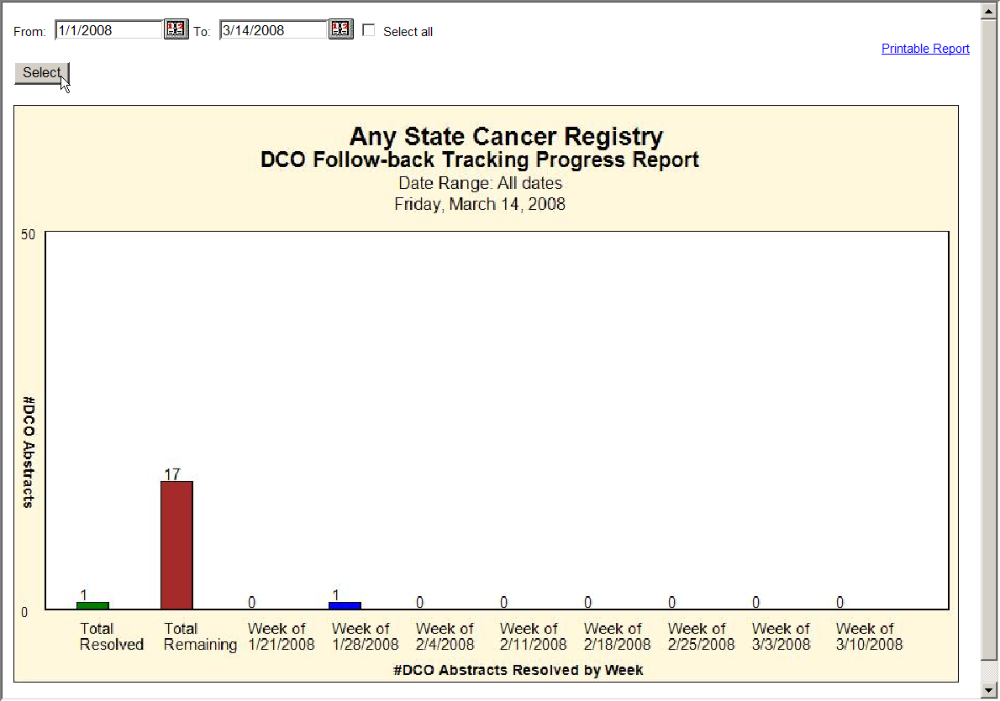 From: 1/1/2008 To: 3/14/2008 Select all
Printable Report
Select
Any State Cancer Registry
DCO Follow-back Tracking Progress Report
Date Range: All dates
Friday, March 14, 2008
50
#DCO Abstracts
17
1 0 1 0 0 0 0 0 0
0
Total Total Week of Week of Week of Week of Week of Week of Week of Week of
Resolved Remaining 1/21/2008 1/28/2008 2/4/2008 2/11/2008 2/18/2008 2/25/2008 3/3/2008 3/10/2008
#DCO Abstracts Resolved by Week